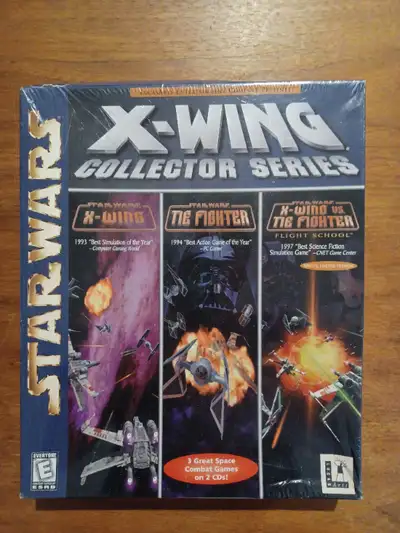 X-WING
COLLECTOR SERIES
STAR WARS
STAR WARS
X-WING
1993 "Best Simulation of the Year"
–Computer Gaming World
STAR WARS
TIE FIGHTER
1994 "Best Action Game of the Year"
–PC Game
STAR WARS
X-WING VS.
TIE FIGHTER
FLIGHT SCHOOL
1997 "Best Science Fiction
Simulation Game" –CNET Game Center
3 Great Space
Combat Games
on 2 CDs!
EVERYONE
E
ESRB